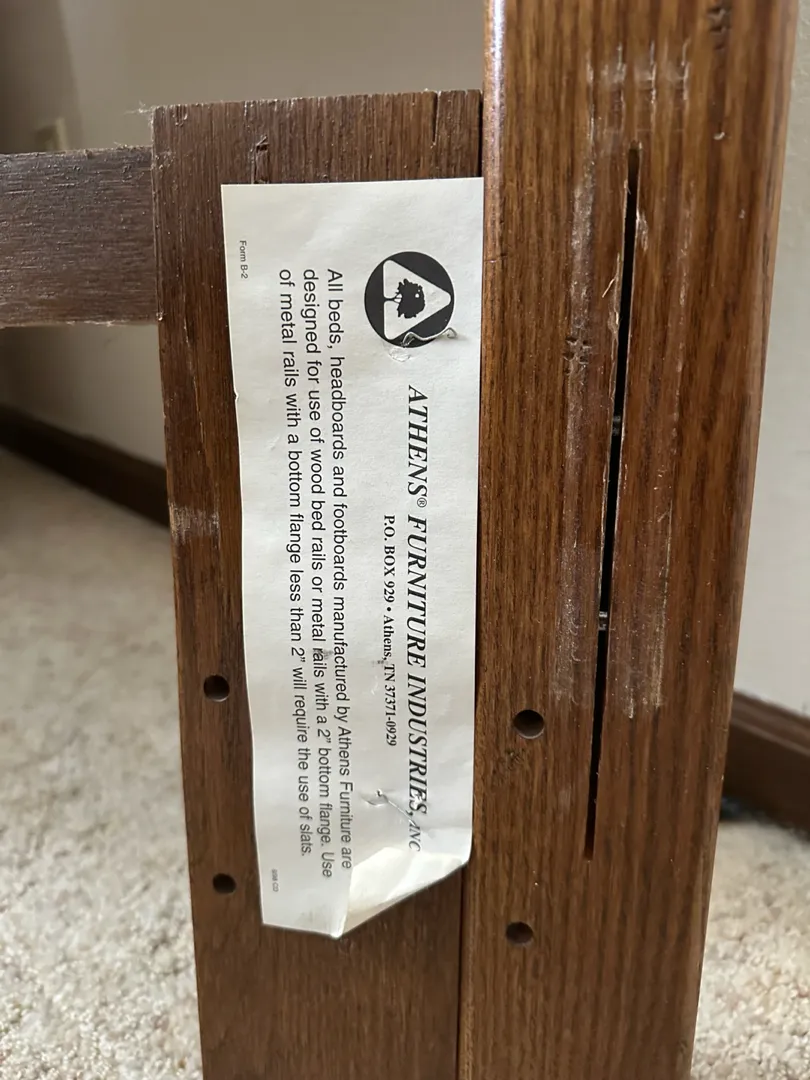 ATHENS® FURNITURE INDUSTRIES, INC
P.O. BOX 929 • Athens, TN 37371-0929
All beds, headboards and footboards manufactured by Athens Furniture are
designed for use of wood bed rails or metal rails with a 2" bottom flange. Use
of metal rails with a bottom flange less than 2" will require the use of slats.
Form B-2